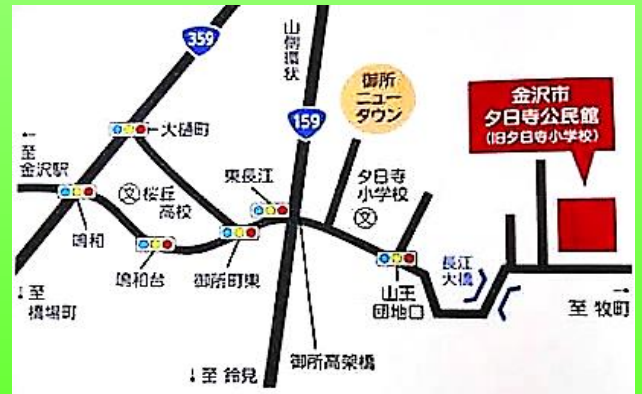 359
山側環状
159
御所
ニュー
タウン
金沢市
夕日寺公民館
(旧夕日寺小学校)
←
至
金沢駅
大樋町
文
桜丘
高校
東長江
夕日寺
小学校
文
鳴和
鳴和台
御所町東
山王
団地口
長江
大橋
→
至 牧町
↓至
橋場町
御所高架橋
↓至 鈴見